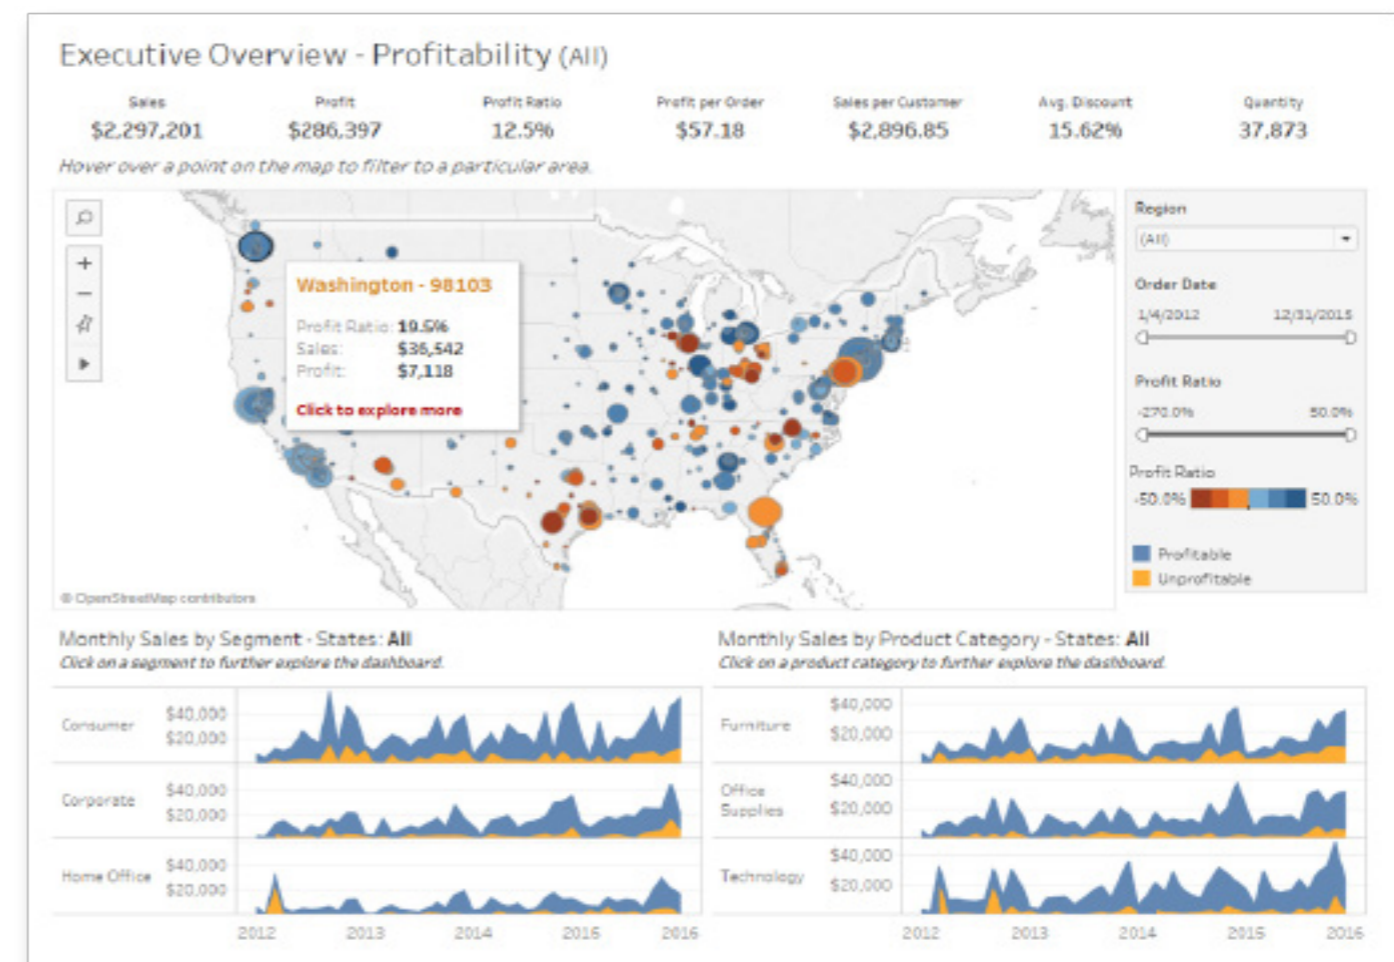 Executive Overview - Profitability (All)
Sales Profit Profit Ratio Profit per Order Sales per Customer Avg. Discount Quantity
$2,297,201 $286,397 12.5% $57.18 $2,896.85 15.62% 37,873
Hover over a point on the map to filter to a particular area.
Region
(All)
Order Date
1/4/2012 12/31/2015
Profit Ratio
-270.0% 50.0%
Profit Ratio
-50.0% 50.0%
Profitable
Unprofitable
Washington - 98103
Profit Ratio: 19.5%
Sales: $36,542
Profit: $7,118
Click to explore more
© OpenStreetMap contributors
Monthly Sales by Segment - States: All
Click on a segment to further explore the dashboard.
Consumer
$40,000
$20,000
Corporate
$40,000
$20,000
Home Office
$40,000
$20,000
2012 2013 2014 2015 2016
Monthly Sales by Product Category - States: All
Click on a product category to further explore the dashboard.
Furniture
$40,000
$20,000
Office
Supplies
$40,000
$20,000
Technology
$40,000
$20,000
2012 2013 2014 2015 2016